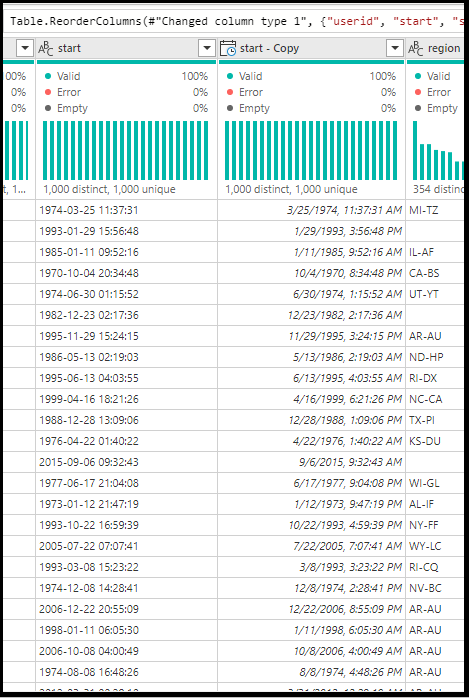 Table.ReorderColumns(#"Changed column type 1", {"userid", "start", "s
ABC start start - Copy ABC region
100% Valid 100% Valid 100% Valid
0% Error 0% Error 0% Error
0% Empty 0% Empty 0% Empty
t, 1... 1,000 distinct, 1,000 unique 1,000 distinct, 1,000 unique 354 distinc
1974-03-25 11:37:31 3/25/1974, 11:37:31 AM MI-TZ
1993-01-29 15:56:48 1/29/1993, 3:56:48 PM
1985-01-11 09:52:16 1/11/1985, 9:52:16 AM IL-AF
1970-10-04 20:34:48 10/4/1970, 8:34:48 PM CA-BS
1974-06-30 01:15:52 6/30/1974, 1:15:52 AM UT-YT
1982-12-23 02:17:36 12/23/1982, 2:17:36 AM
1995-11-29 15:24:15 11/29/1995, 3:24:15 PM AR-AU
1986-05-13 02:19:03 5/13/1986, 2:19:03 AM ND-HP
1995-06-13 04:03:55 6/13/1995, 4:03:55 AM RI-DX
1999-04-16 18:21:26 4/16/1999, 6:21:26 PM NC-CA
1988-12-28 13:09:06 12/28/1988, 1:09:06 PM TX-PI
1976-04-22 01:40:22 4/22/1976, 1:40:22 AM KS-DU
2015-09-06 09:32:43 9/6/2015, 9:32:43 AM
1977-06-17 21:04:08 6/17/1977, 9:04:08 PM WI-GL
1973-01-12 21:47:19 1/12/1973, 9:47:19 PM AL-IF
1993-10-22 16:59:39 10/22/1993, 4:59:39 PM NY-FF
2005-07-22 07:07:41 7/22/2005, 7:07:41 AM WY-LC
1993-03-08 15:23:22 3/8/1993, 3:23:22 PM RI-CQ
1974-12-08 14:28:41 12/8/1974, 2:28:41 PM NV-BC
2006-12-22 20:55:09 12/22/2006, 8:55:09 PM AR-AU
1998-01-11 06:05:30 1/11/1998, 6:05:30 AM AR-AU
2006-10-08 04:00:49 10/8/2006, 4:00:49 AM AR-AU
1974-08-08 16:48:26 8/8/1974, 4:48:26 PM AR-AU